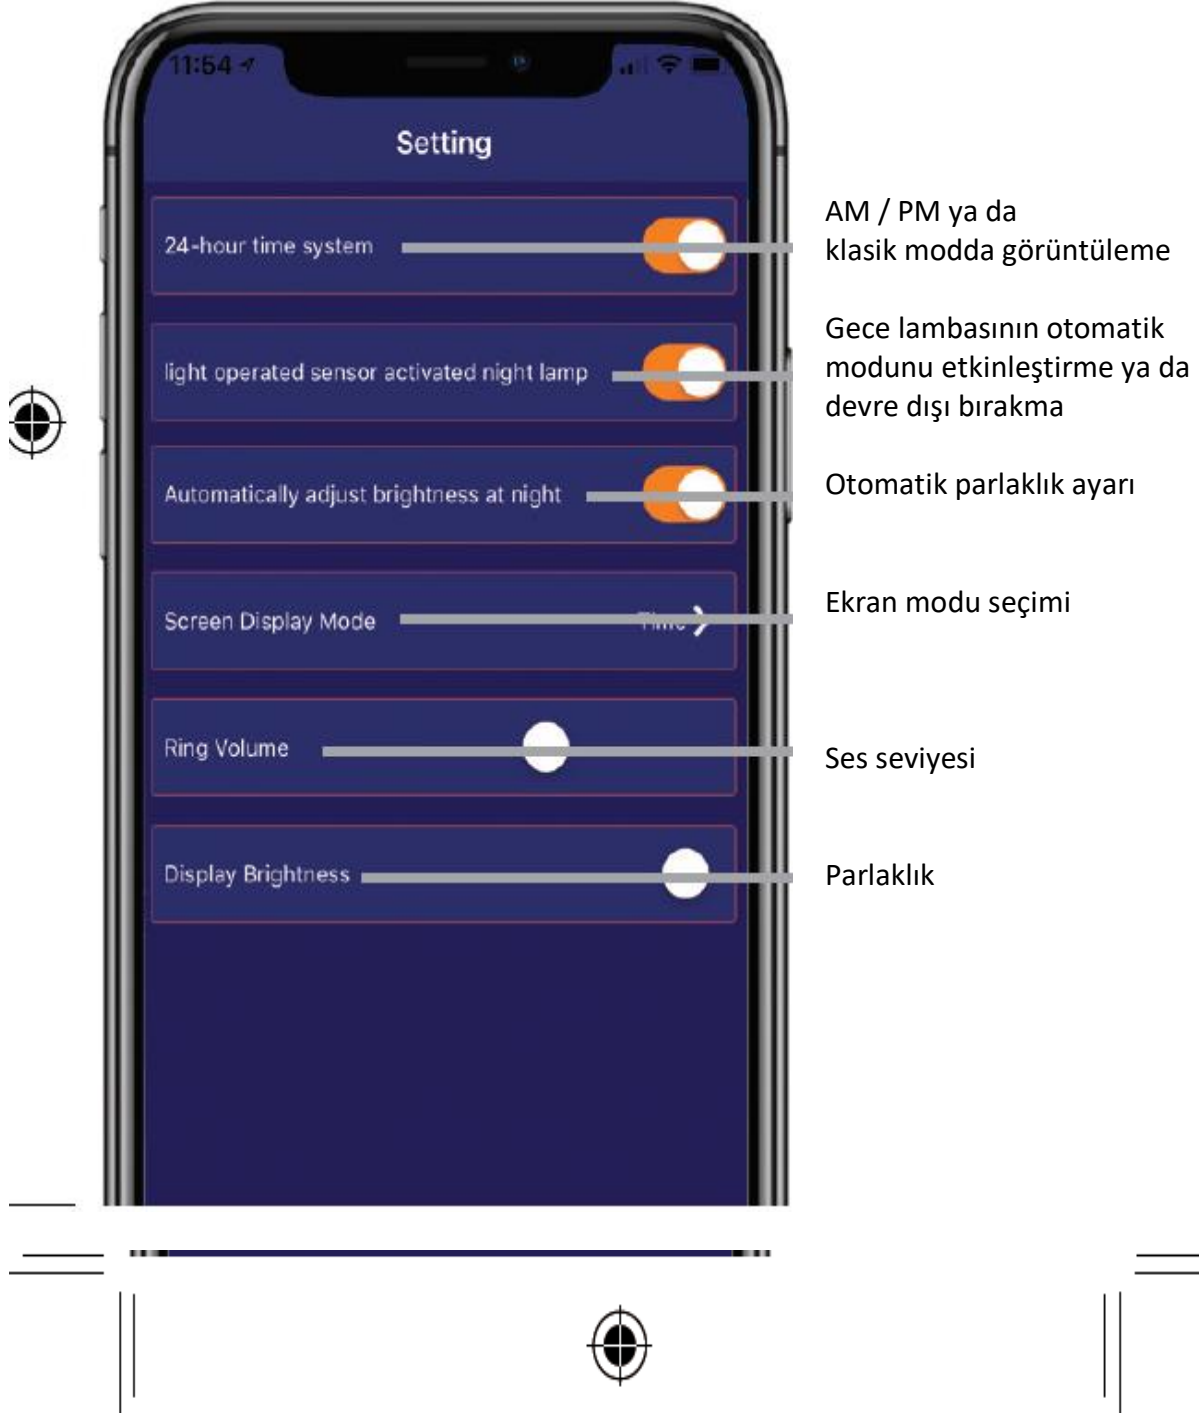 11:54
Setting
24-hour time system
AM / PM ya da
klasik modda görüntüleme
light operated sensor activated night lamp
Gece lambasının otomatik
modunu etkinleştirme ya da
devre dışı bırakma
Automatically adjust brightness at night
Otomatik parlaklık ayarı
Screen Display Mode
Time
Ekran modu seçimi
Ring Volume
Ses seviyesi
Display Brightness
Parlaklık